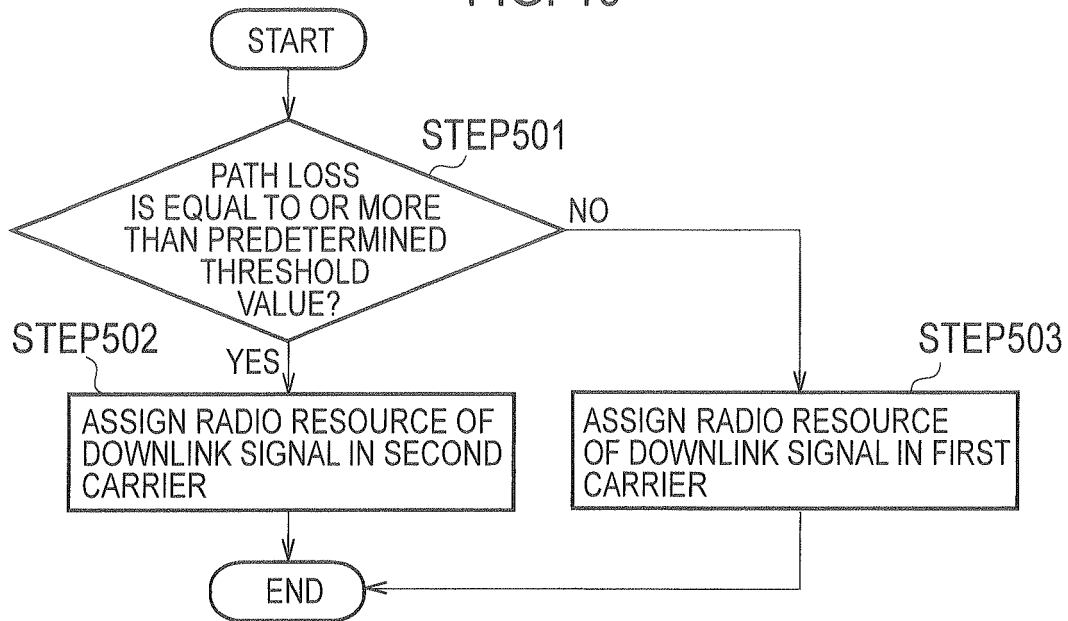 START
STEP501
PATH LOSS
IS EQUAL TO OR MORE
THAN PREDETERMINED
THRESHOLD
VALUE?
NO
STEP502
YES
STEP503
ASSIGN RADIO RESOURCE OF
DOWNLINK SIGNAL IN SECOND
CARRIER
ASSIGN RADIO RESOURCE
OF DOWNLINK SIGNAL IN FIRST
CARRIER
END